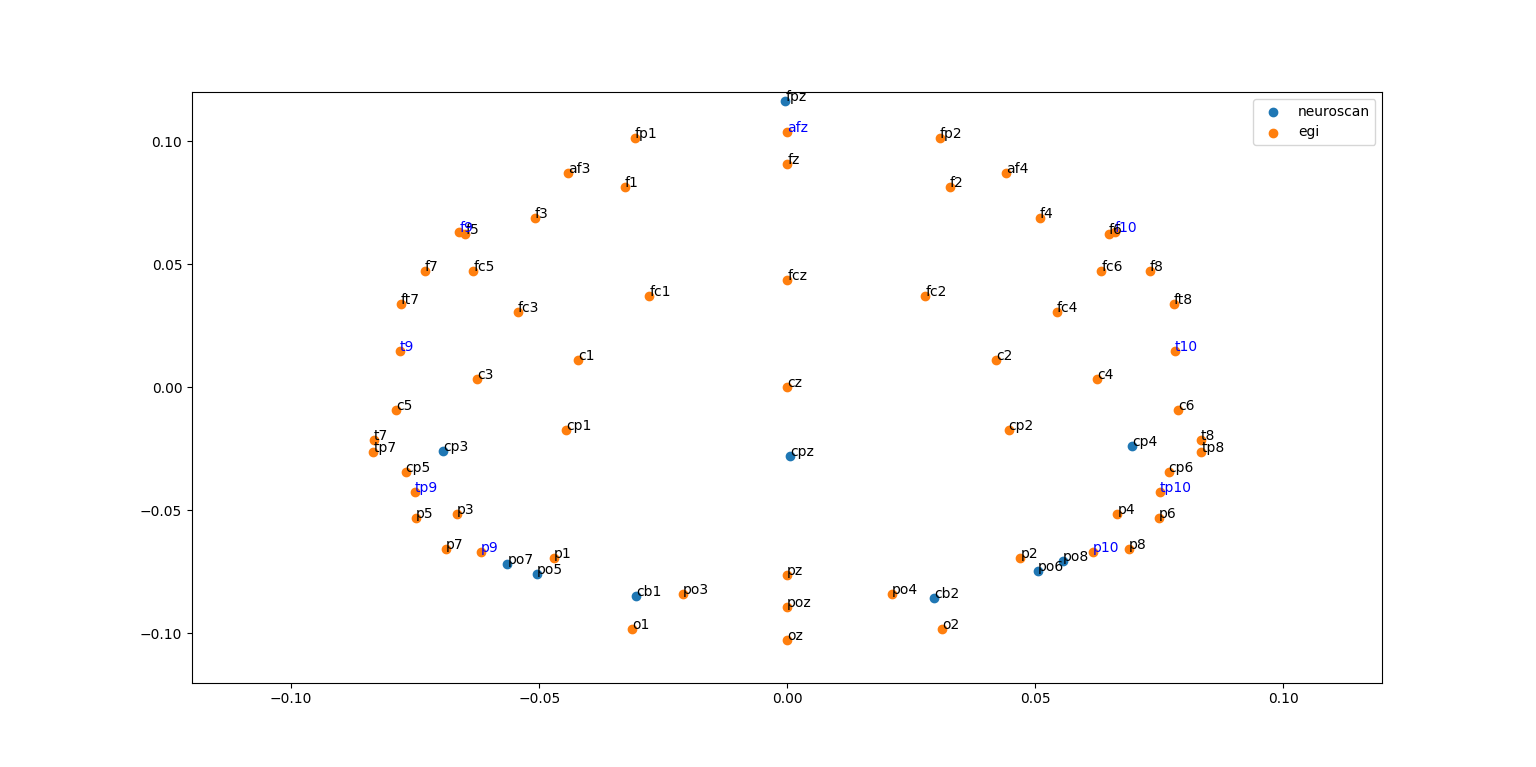 fpz
neuroscan
egi
afz
fp1
fp2
fz
af3
f1
f2
af4
f3
f4
f9
f5
f6
f10
f7
fc5
fc6
f8
fcz
ft7
fc3
fc1
fc2
fc4
ft8
t9
t10
c1
c2
c3
c4
cz
c5
c6
cp1
cp2
t7
t8
tp7
cp3
cp4
tp8
cpz
cp5
cp6
tp9
tp10
p5
p3
p4
p6
p7
p9
p1
p2
p10
p8
po7
po5
po6
po8
pz
cb1
po3
po4
cb2
poz
o1
o2
oz
0.10
0.05
0.00
−0.05
−0.10
−0.10
−0.05
0.00
0.05
0.10